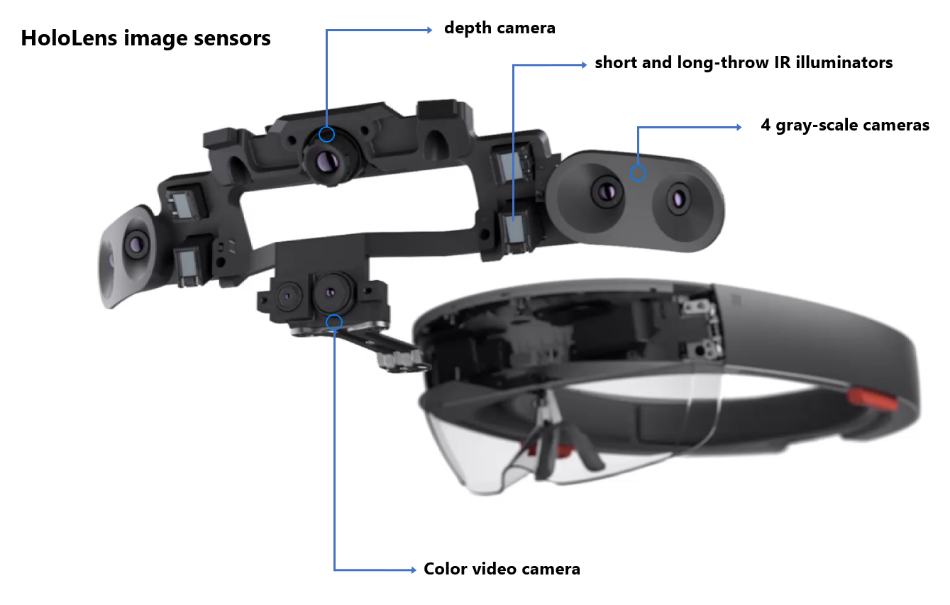 HoloLens image sensors
depth camera
short and long-throw IR illuminators
4 gray-scale cameras
Color video camera